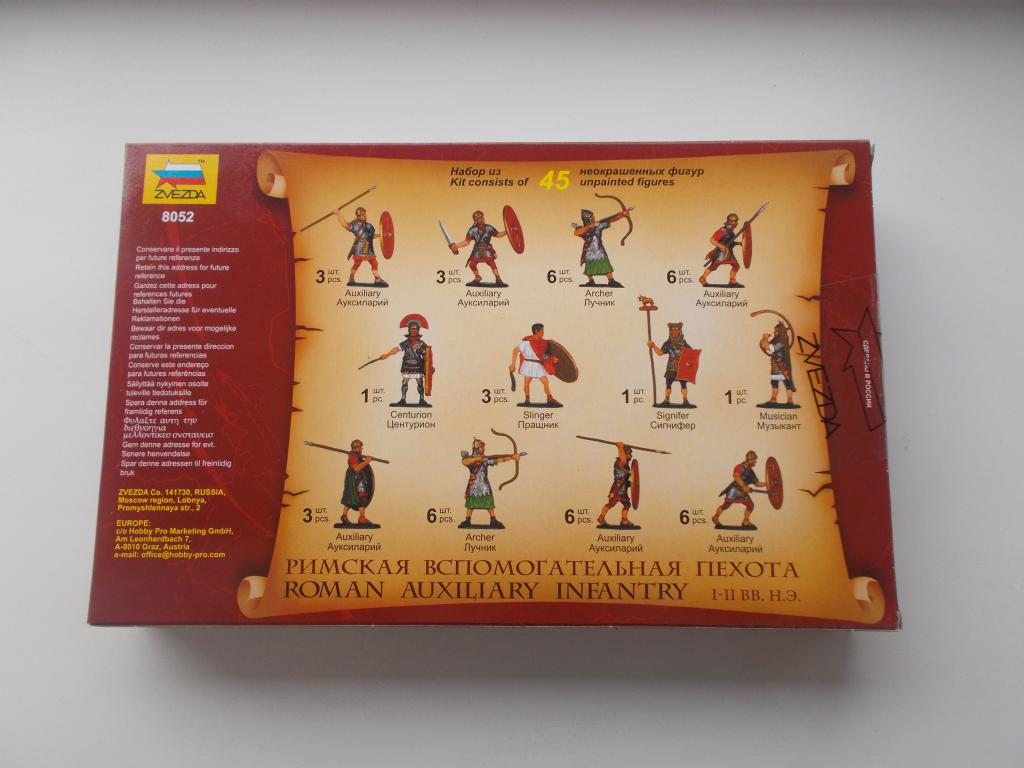 ZVEZDA
TM
8052
Conservare il presente indirizzo
per future referenze
Retain this address for future
reference
Gardez cette adress pour
references futures
Behalten Sie die
Herstelleradresse für eventuelle
Reklamationen
Bewaar dir adres voor mogelijke
reclames
Conservar la presente direccion
para futuras referencias
Conserve este endereço
para futuras referências
Säilyttää nykyinen osoite
tuleville tiedotuksille
Spara denna address för
framtidig referens
Φυλαξτε αυτη την
διευθυνση
Gem denne adresse for evt.
Senere henvendelse
Spar denne adressen til freintidig
bruk
ZVEZDA Co. 141730, RUSSIA,
Moscow region, Lobnya,
Promyshlennaya str., 2
EUROPE:
c/o Hobby Pro Marketing GmbH,
Am Leonhardbach 7,
A-8010 Graz, Austria
e-mail: office@hobby-pro.com
Набор из 45 неокрашенных фигур
Kit consists of unpainted figures
3 шт. pcs.
Auxiliary
Ауксиларий
3 шт. pcs.
Auxiliary
Ауксиларий
6 шт. pcs.
Archer
Лучник
6 шт. pcs.
Auxiliary
Ауксиларий
1 шт. pc.
Centurion
Центурион
3 шт. pcs.
Slinger
Пращник
1 шт. pc.
Signifer
Сигнифер
1 шт. pc.
Musician
Музыкант
3 шт. pcs.
Auxiliary
Ауксиларий
6 шт. pcs.
Archer
Лучник
6 шт. pcs.
Auxiliary
Ауксиларий
6 шт. pcs.
Auxiliary
Ауксиларий
РИМСКАЯ ВСПОМОГАТЕЛЬНАЯ ПЕХОТА
ROMAN AUXILIARY INFANTRY I-II ВВ. Н.Э.
ZVEZDA
СДЕЛАНО В РОССИИ